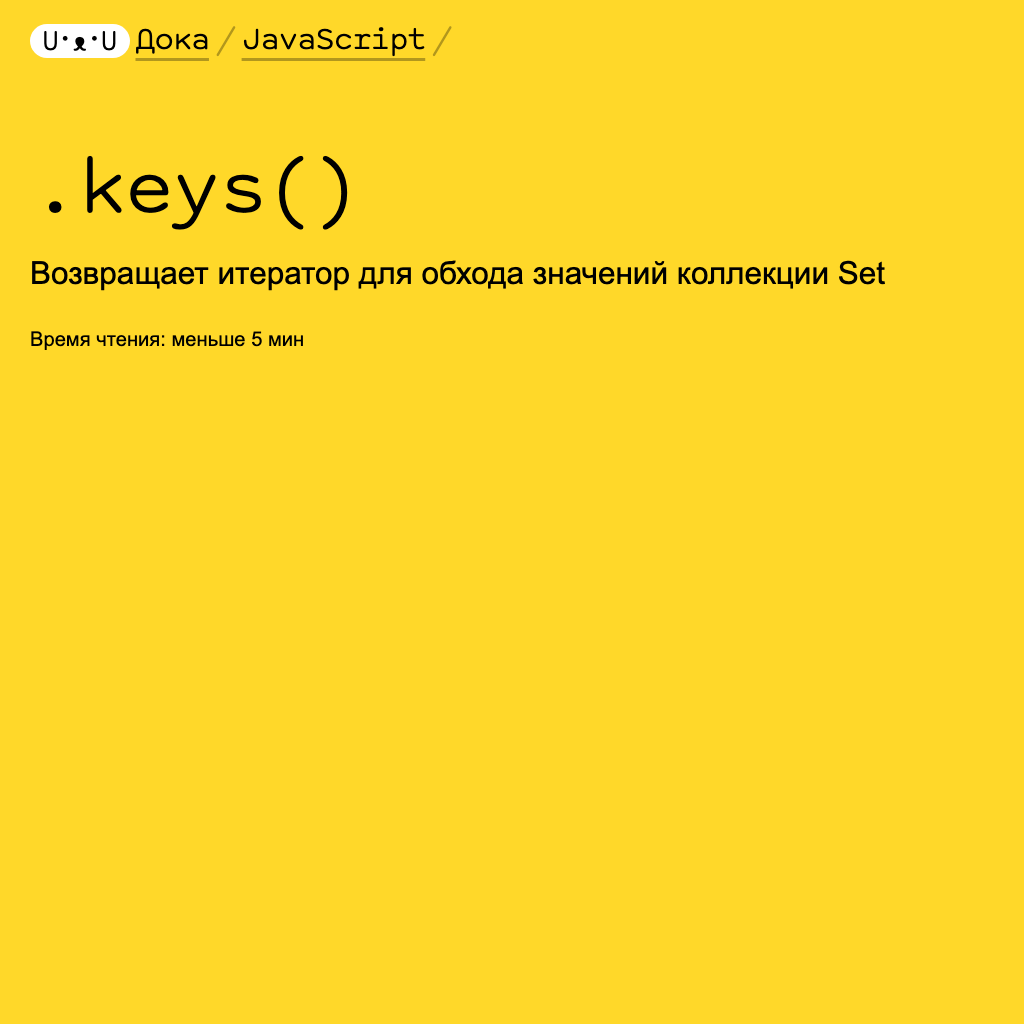 U·ᴥ·U Дока / JavaScript /
.keys()
Возвращает итератор для обхода значений коллекции Set
Время чтения: меньше 5 мин